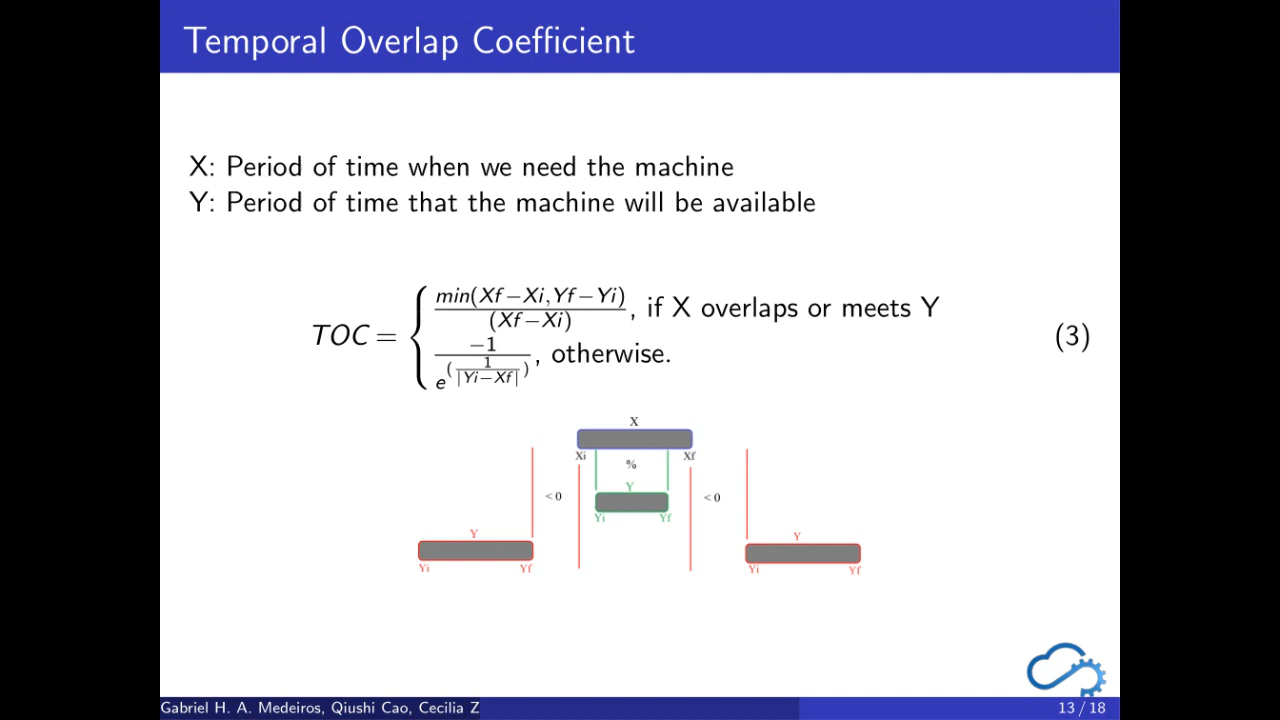 Temporal Overlap Coefficient
X: Period of time when we need the machine
Y: Period of time that the machine will be available
TOC = { min(Xf−Xi,Yf−Yi) / (Xf−Xi) , if X overlaps or meets Y
−1 / e^(1/|Yi−Xf|) , otherwise.
(3)
X
Xi Xf
%
Y
Yi Yf
< 0 < 0
Y
Yi Yf
Y
Yi Yf
Gabriel H. A. Medeiros, Qiushi Cao, Cecilia Z
13 / 18